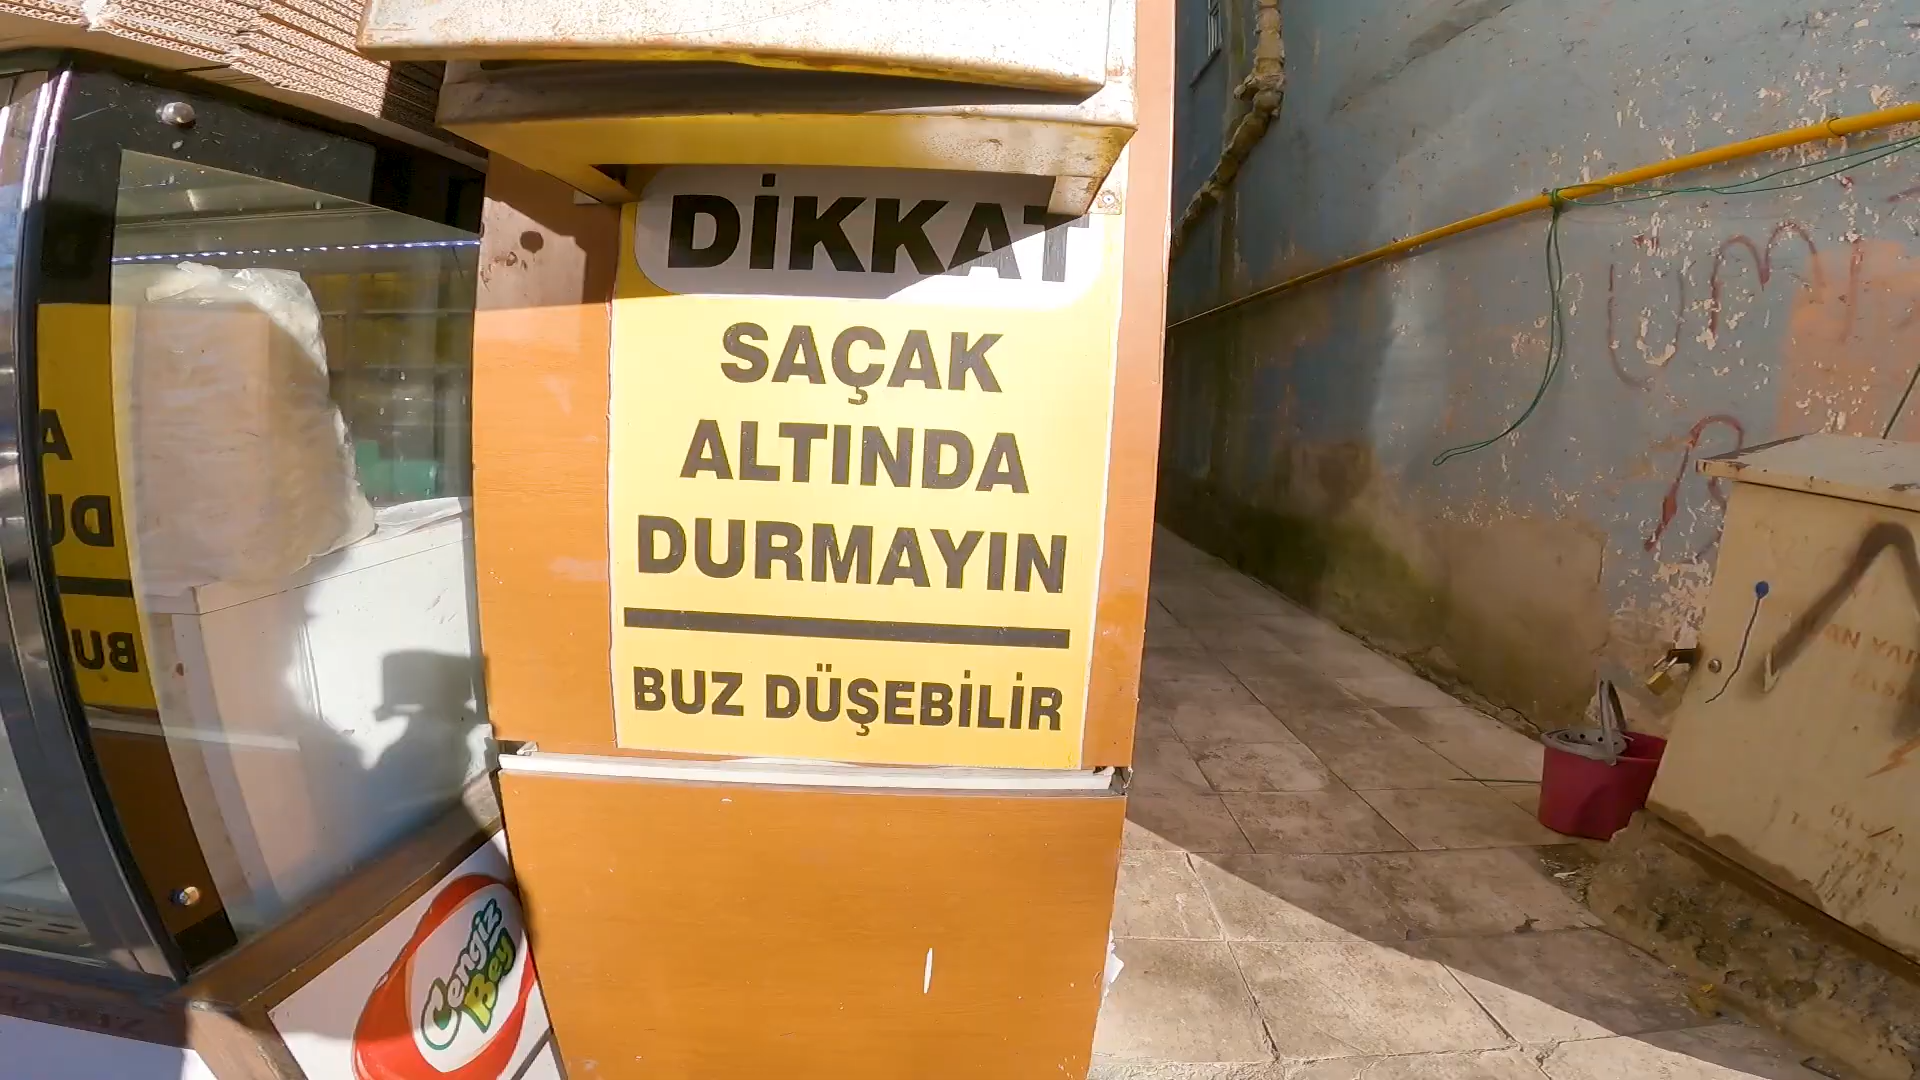 DİKKAT
SAÇAK
ALTINDA
DURMAYIN
BUZ DÜŞEBİLİR
Cengiz
Bey